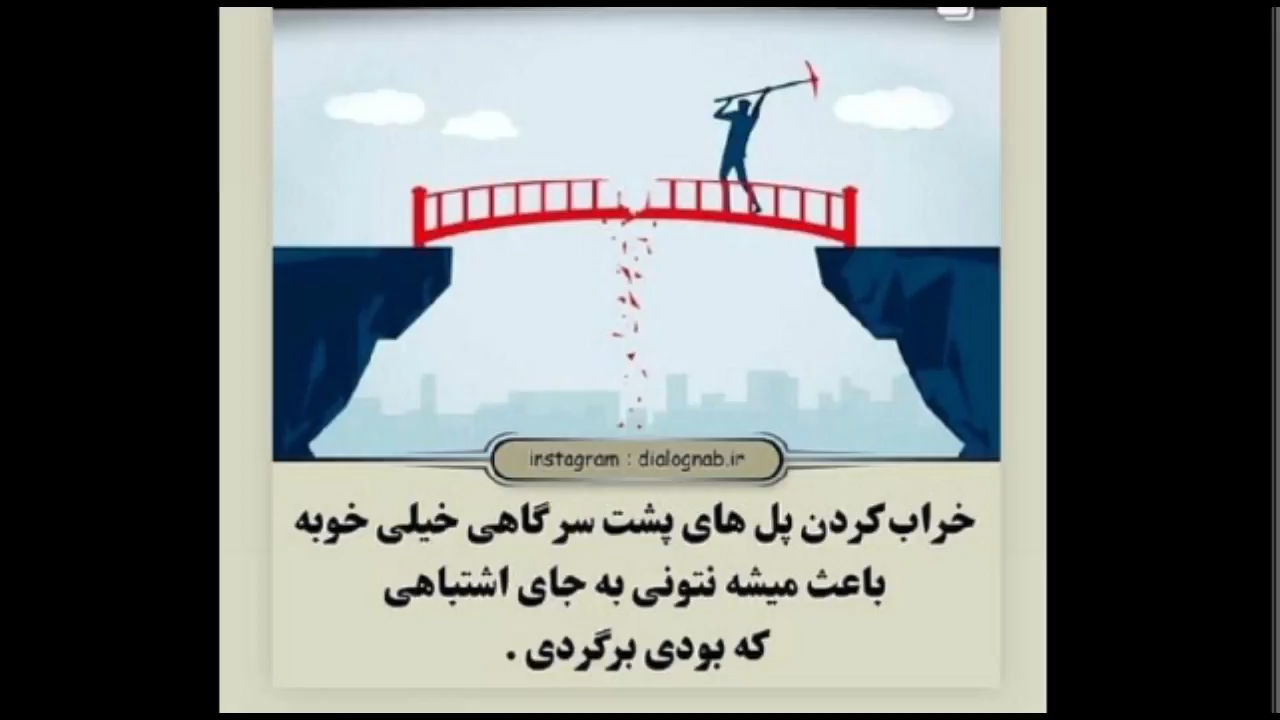 instagram : dialognab.ir
خراب کردن پل های پشت سر گاهی خیلی خوبه
باعث میشه نتونی به جای اشتباهی
که بودی برگردی .